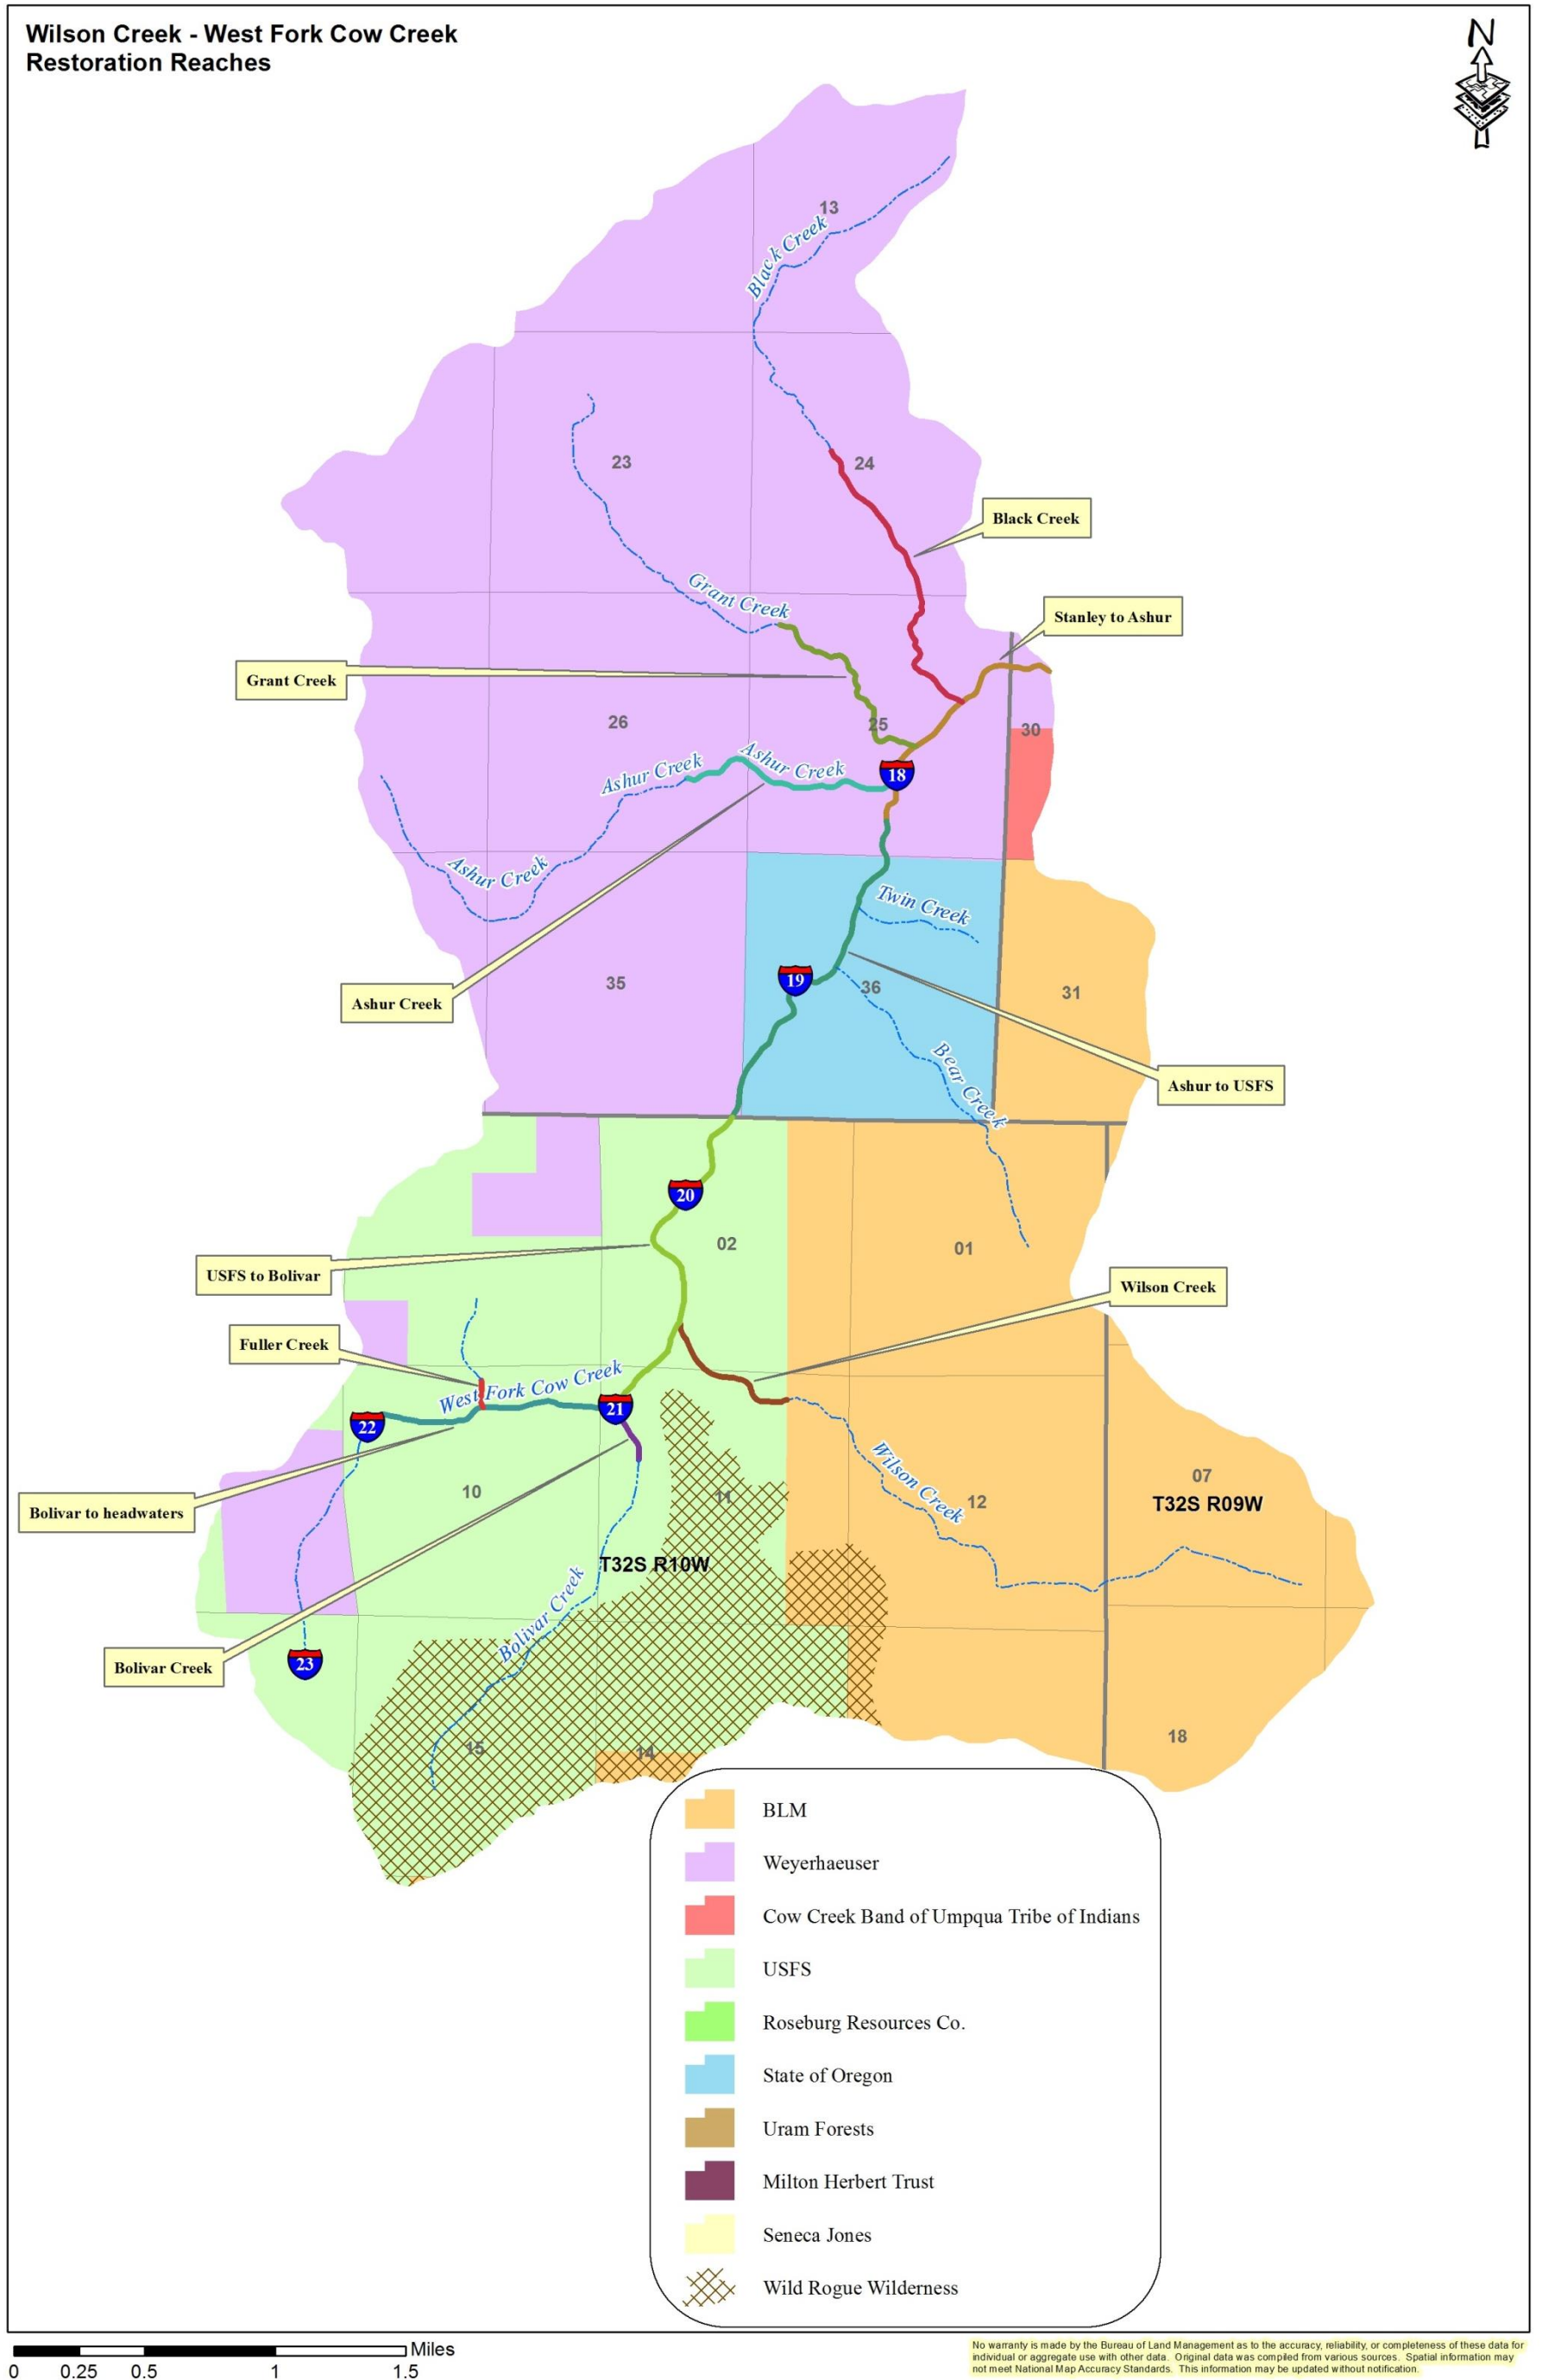 Wilson Creek - West Fork Cow Creek
Restoration Reaches
N
13
Black Creek
23
24
Black Creek
Grant Creek
Stanley to Ashur
Grant Creek
26
25
30
Ashur Creek
Ashur Creek
18
Ashur Creek
Twin Creek
19
35
36
31
Ashur Creek
Bear Creek
Ashur to USFS
20
02
01
USFS to Bolivar
Wilson Creek
Fuller Creek
West Fork Cow Creek
21
22
Wilson Creek
07
10
11
12
T32S R09W
Bolivar to headwaters
T32S R10W
Bolivar Creek
Bolivar Creek
23
15
14
18
BLM
Weyerhaeuser
Cow Creek Band of Umpqua Tribe of Indians
USFS
Roseburg Resources Co.
State of Oregon
Uram Forests
Milton Herbert Trust
Seneca Jones
Wild Rogue Wilderness
Miles
0 0.25 0.5 1 1.5
No warranty is made by the Bureau of Land Management as to the accuracy, reliability, or completeness of these data for
individual or aggregate use with other data. Original data was compiled from various sources. Spatial information may
not meet National Map Accuracy Standards. This information may be updated without notification.